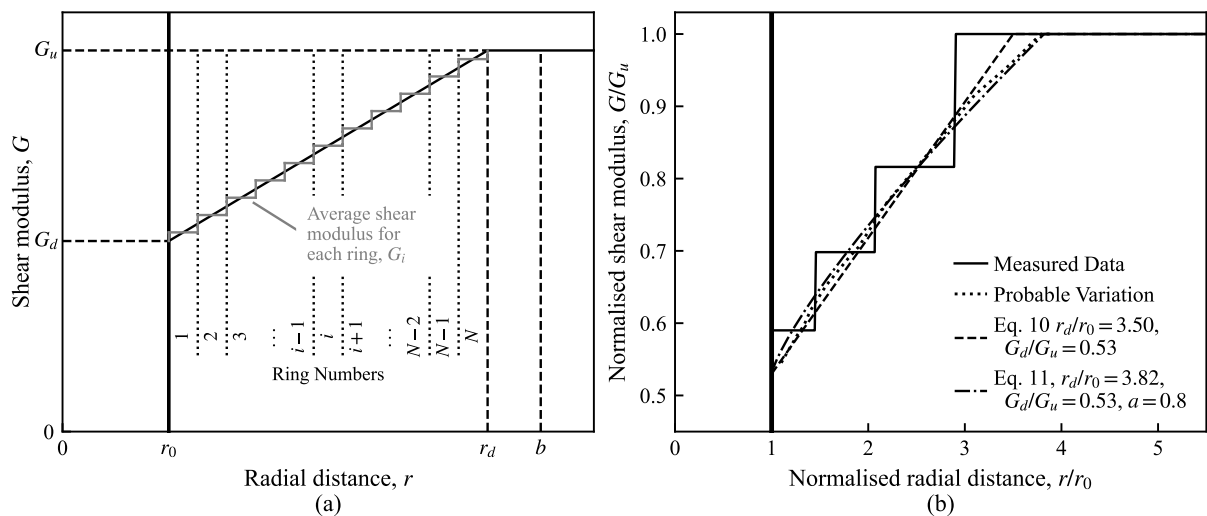 Shear modulus, G
G_u
G_d
0
Average shear
modulus for
each ring, G_i
1
2
3
...
i−1
i
i+1
...
N−2
N−1
N
Ring Numbers
0
r_0
r_d
b
Radial distance, r
(a)
Normalised shear modulus, G/G_u
1.0
0.9
0.8
0.7
0.6
0.5
Measured Data
Probable Variation
Eq. 10 r_d/r_0=3.50,
G_d/G_u=0.53
Eq. 11, r_d/r_0=3.82,
G_d/G_u=0.53, a=0.8
0
1
2
3
4
5
Normalised radial distance, r/r_0
(b)